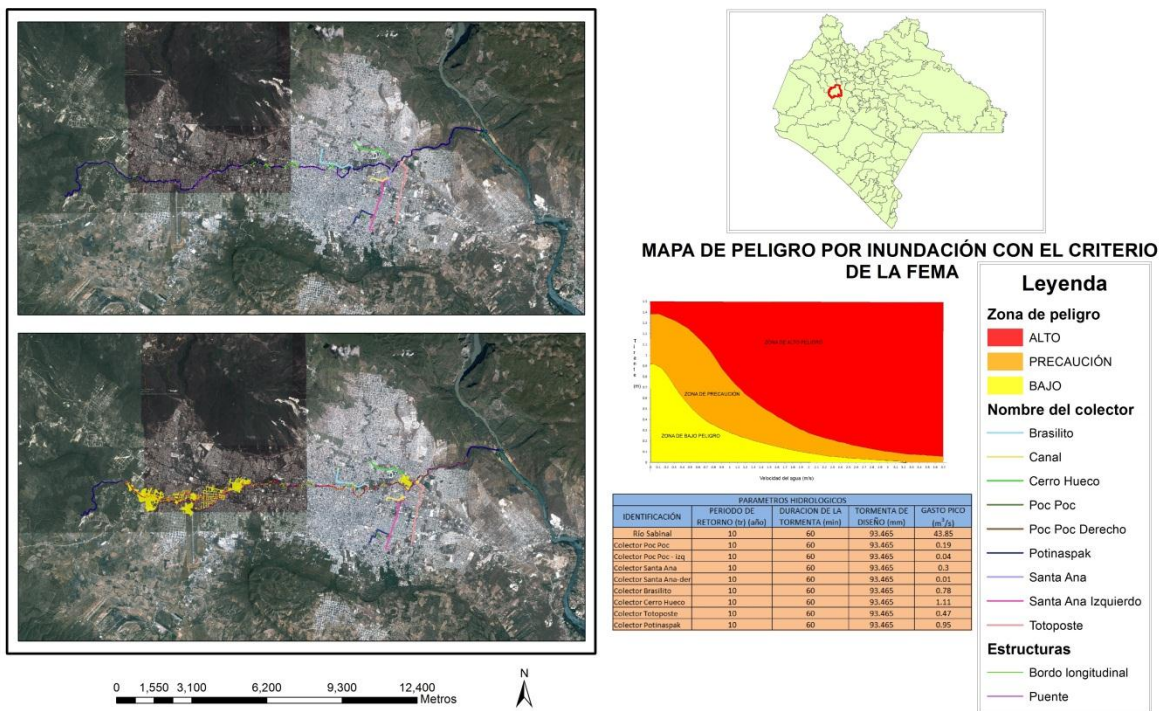 MAPA DE PELIGRO POR INUNDACIÓN CON EL CRITERIO
DE LA FEMA
Tirante (m)
ZONA DE ALTO PELIGRO
ZONA DE PRECAUCION
ZONA DE BAJO PELIGRO
Velocidad del agua (m/s)
PARAMETROS HIDROLOGICOS
IDENTIFICACIÓN PERIODO DE RETORNO (tr) (año) DURACION DE LA TORMENTA (min) TORMENTA DE DISEÑO (mm) GASTO PICO (m³/s)
Río Sabinal 10 60 93.465 43.85
Colector Poc Poc 10 60 93.465 0.19
Colector Poc Poc - izq 10 60 93.465 0.04
Colector Santa Ana 10 60 93.465 0.3
Colector Santa Ana-der 10 60 93.465 0.01
Colector Brasilito 10 60 93.465 0.78
Colector Cerro Hueco 10 60 93.465 1.11
Colector Totoposte 10 60 93.465 0.47
Colector Potinaspak 10 60 93.465 0.95
Leyenda
Zona de peligro
ALTO
PRECAUCIÓN
BAJO
Nombre del colector
Brasilito
Canal
Cerro Hueco
Poc Poc
Poc Poc Derecho
Potinaspak
Santa Ana
Santa Ana Izquierdo
Totoposte
Estructuras
Bordo longitudinal
Puente
0 1,550 3,100 6,200 9,300 12,400
Metros
N